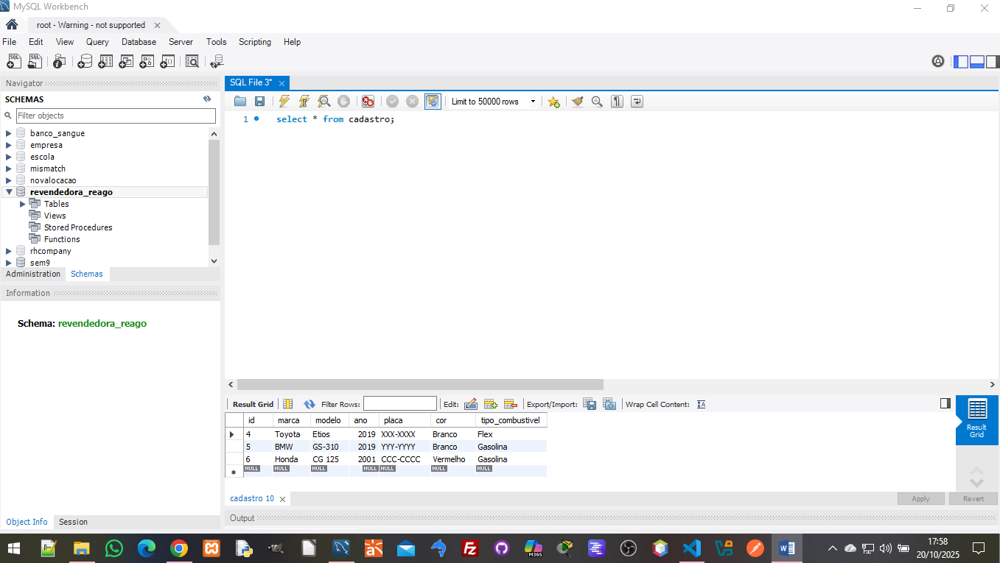 MySQL Workbench
root - Warning - not supported
File Edit View Query Database Server Tools Scripting Help
Navigator
SCHEMAS
Filter objects
banco_sangue
empresa
escola
mismatch
novalocacao
revendedora_reago
Tables
Views
Stored Procedures
Functions
rhcompany
sem9
Administration Schemas
Information
Schema: revendedora_reago
Object Info Session
SQL File 3*
Limit to 50000 rows
1 select * from cadastro;
Result Grid Filter Rows: Edit: Export/Import: Wrap Cell Content:
id marca modelo ano placa cor tipo_combustivel
4 Toyota Etios 2019 XXX-XXXX Branco Flex
5 BMW GS-310 2019 YYY-YYYY Branco Gasolina
6 Honda CG 125 2001 CCC-CCCC Vermelho Gasolina
NULL NULL NULL NULL NULL NULL NULL
Result Grid
cadastro 10
Apply Revert
Output
17:58
20/10/2025